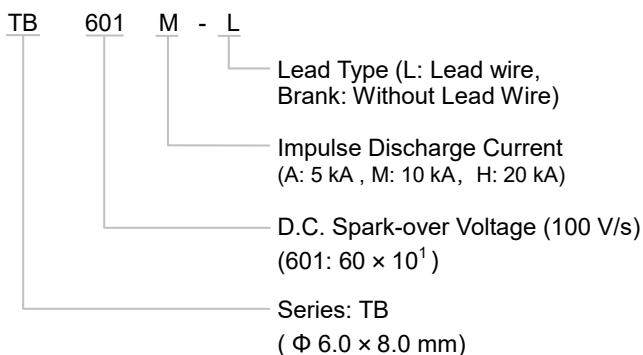 TB 601 M - L
Lead Type (L: Lead wire,
Brank: Without Lead Wire)
Impulse Discharge Current
(A: 5 kA , M: 10 kA, H: 20 kA)
D.C. Spark-over Voltage (100 V/s)
(601: 60 × 10¹ )
Series: TB
( Φ 6.0 × 8.0 mm)